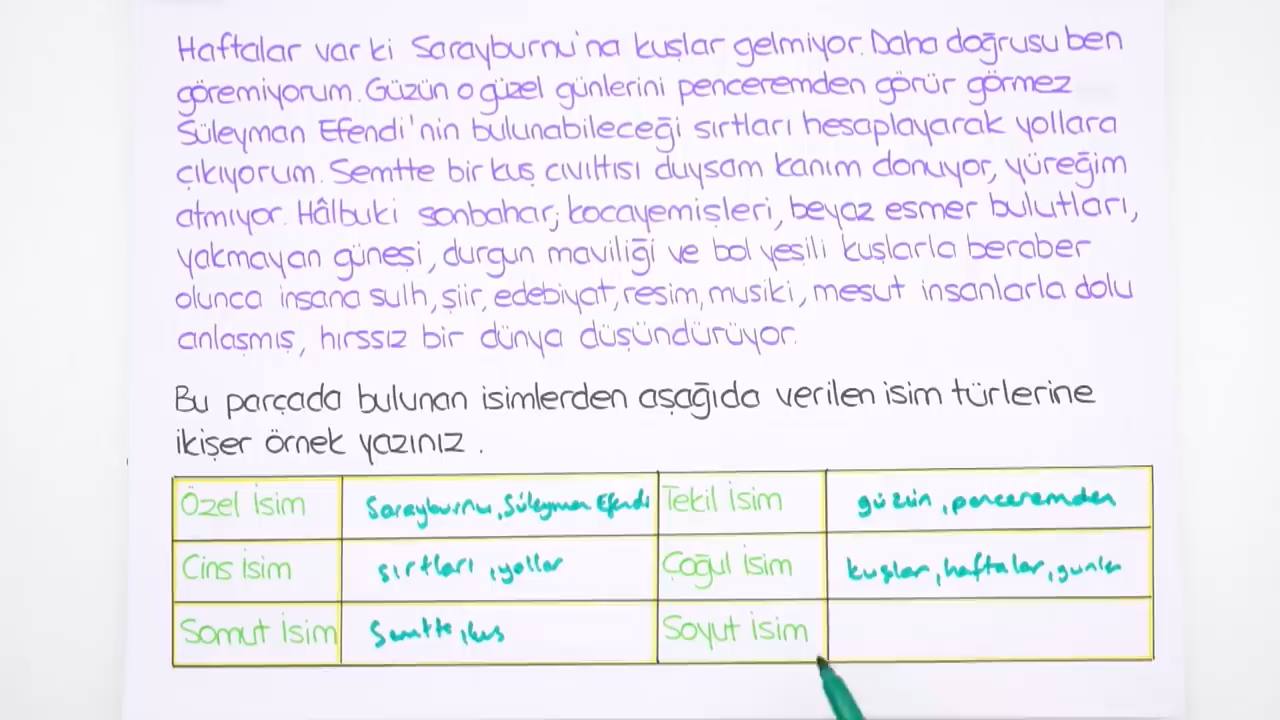 Haftalar var ki Sarayburnu'na kuşlar gelmiyor. Daha doğrusu ben
göremiyorum. Güzün o güzel günlerini penceremden görür görmez
Süleyman Efendi'nin bulunabileceği sırtları hesaplayarak yollara
çıkıyorum. Semtte bir kuş cıvıltısı duysam kanım donuyor, yüreğim
atmıyor. Hâlbuki sonbahar; kocayemişleri, beyaz esmer bulutları,
yakmayan güneşi, durgun maviliği ve bol yeşili kuşlarla beraber
olunca insana sulh, şiir, edebiyat, resim, musiki, mesut insanlarla dolu
anlaşmış, hırssız bir dünya düşündürüyor.
Bu parçada bulunan isimlerden aşağıda verilen isim türlerine
ikişer örnek yazınız.
Özel İsim Sarayburnu, Süleyman Efendi Tekil İsim güzün, penceremden
Cins İsim sırtları, yollar Çoğul İsim kuşlar, haftalar, günler
Somut İsim Semtte, kuş Soyut İsim